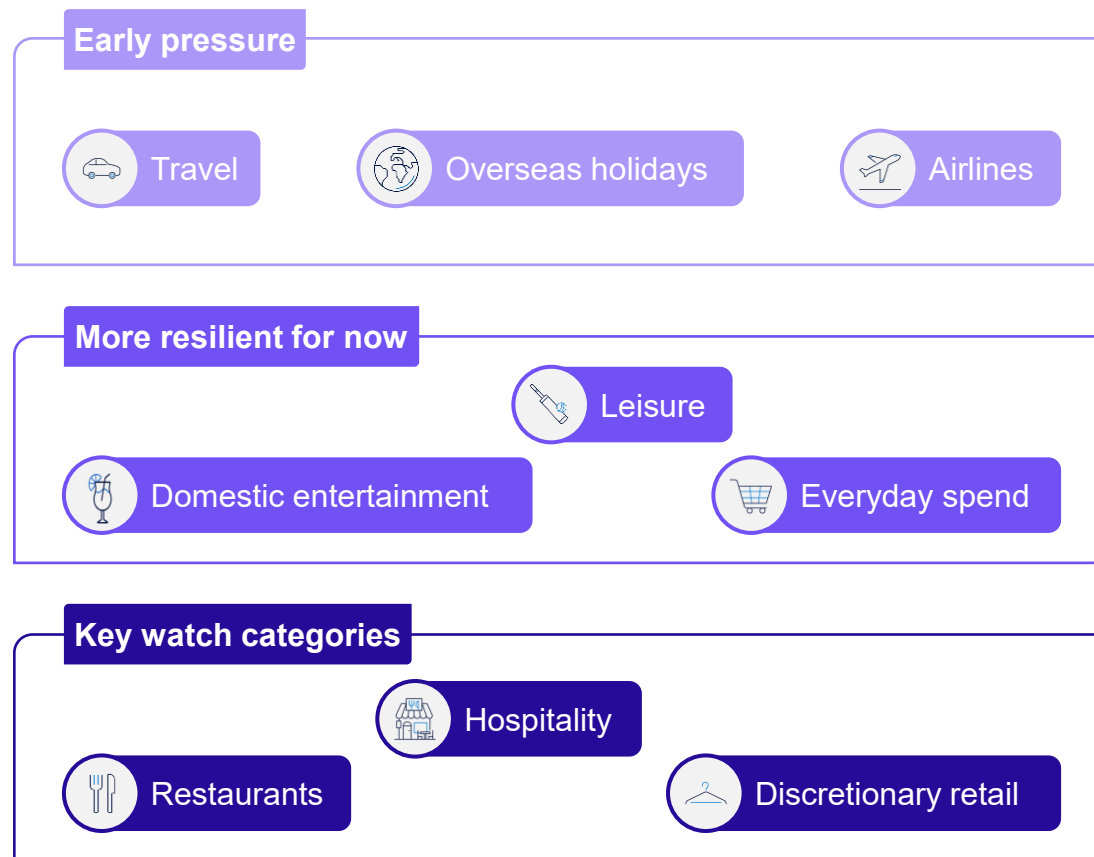 Early pressure
Travel
Overseas holidays
Airlines
More resilient for now
Leisure
Domestic entertainment
Everyday spend
Key watch categories
Hospitality
Restaurants
Discretionary retail